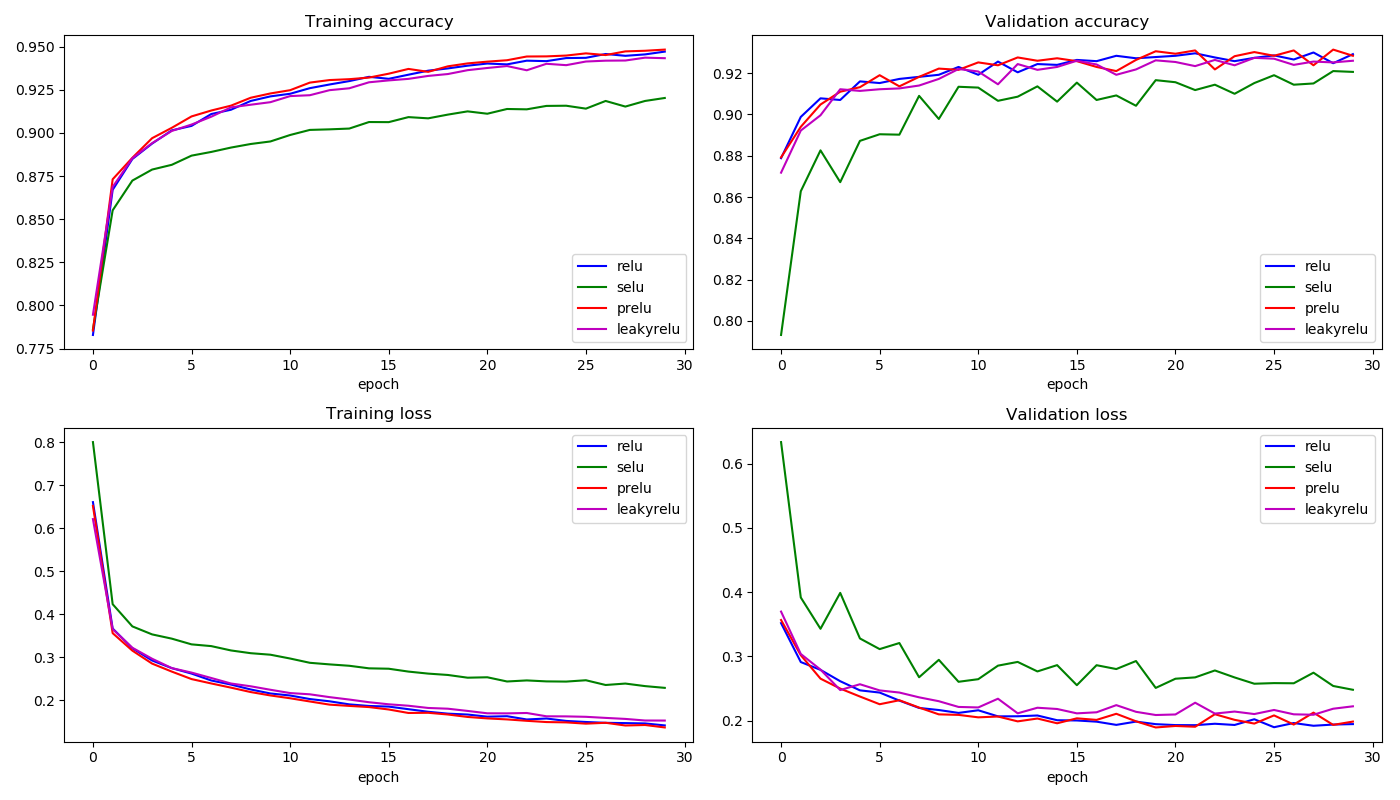 Training accuracy
0.950
0.925
0.900
0.875
0.850
0.825
0.800
0.775
relu
selu
prelu
leakyrelu
0 5 10 15 20 25 30
epoch
Validation accuracy
0.92
0.90
0.88
0.86
0.84
0.82
0.80
relu
selu
prelu
leakyrelu
0 5 10 15 20 25 30
epoch
Training loss
0.8
0.7
0.6
0.5
0.4
0.3
0.2
relu
selu
prelu
leakyrelu
0 5 10 15 20 25 30
epoch
Validation loss
0.6
0.5
0.4
0.3
0.2
relu
selu
prelu
leakyrelu
0 5 10 15 20 25 30
epoch